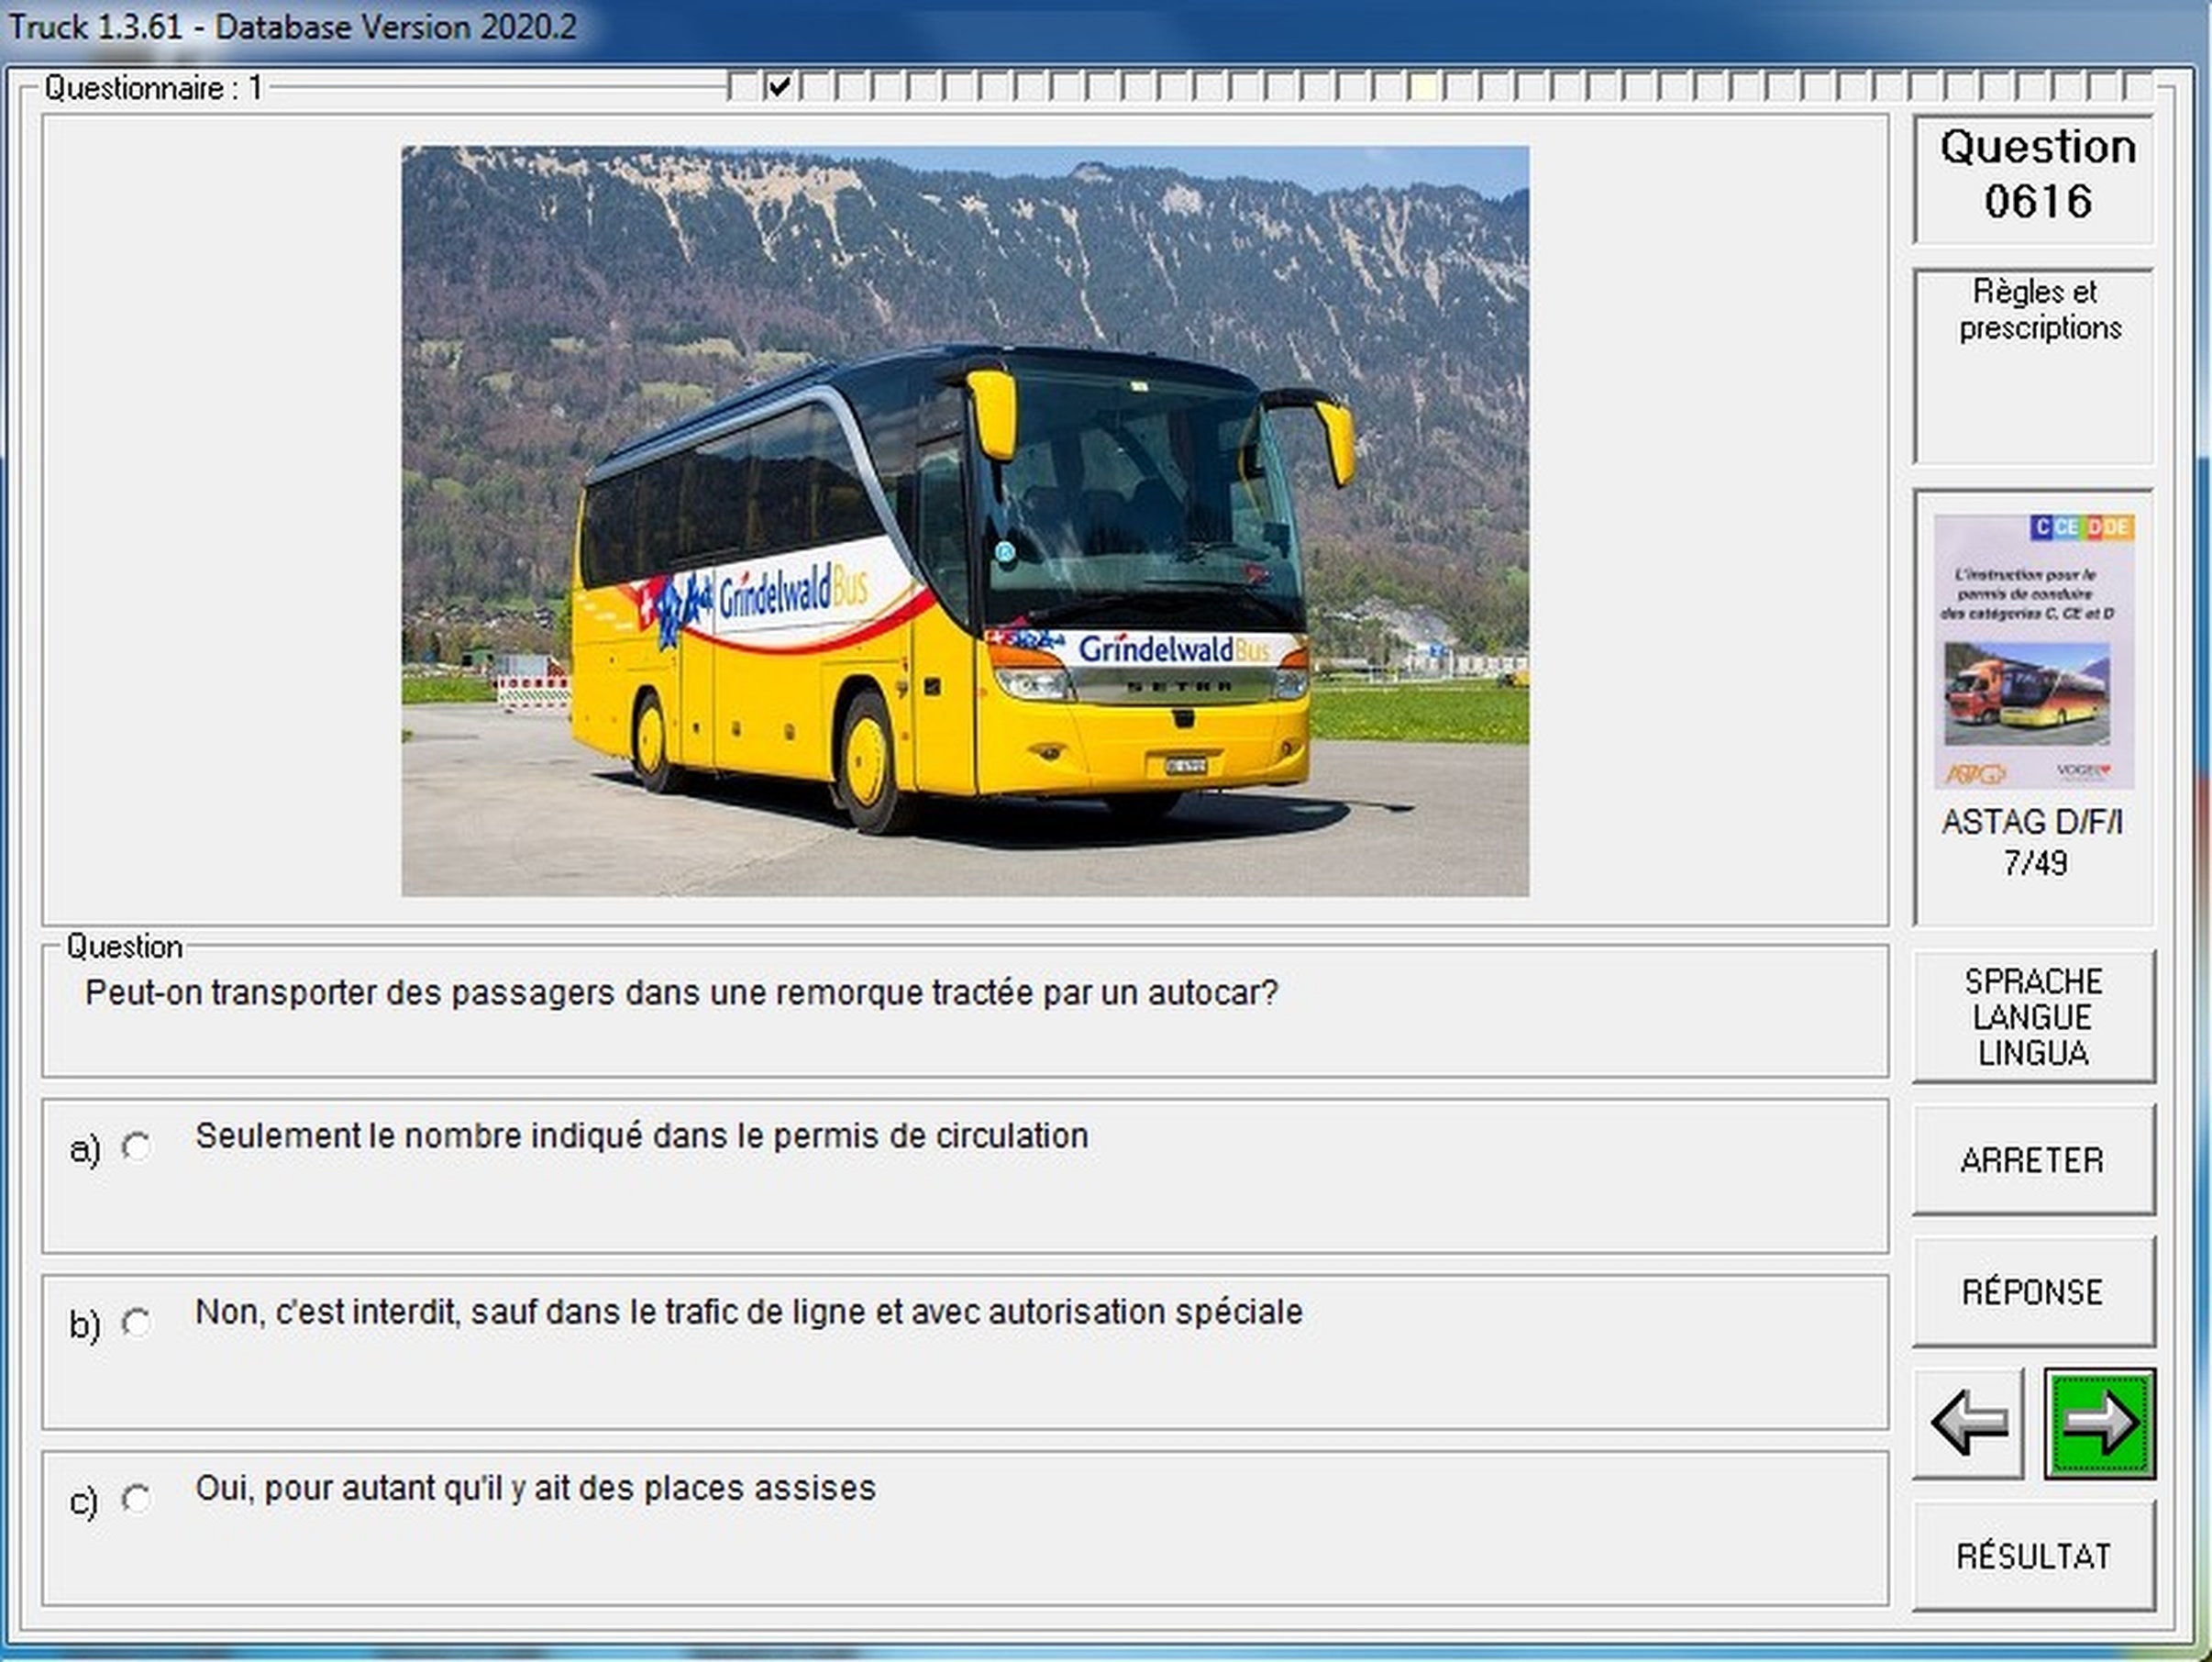 Truck 1.3.61 - Database Version 2020.2
Questionnaire : 1
Question
0616
Règles et
prescriptions
GrindelwaldBus
GrindelwaldBus
SETRA
C CE D DE
L'instruction pour le
permis de conduire
des catégories C, CE et D
ASTAG
VOGEL
ASTAG D/F/I
7/49
Question
Peut-on transporter des passagers dans une remorque tractée par un autocar?
a) Seulement le nombre indiqué dans le permis de circulation
b) Non, c'est interdit, sauf dans le trafic de ligne et avec autorisation spéciale
c) Oui, pour autant qu'il y ait des places assises
SPRACHE
LANGUE
LINGUA
ARRETER
RÉPONSE
RÉSULTAT